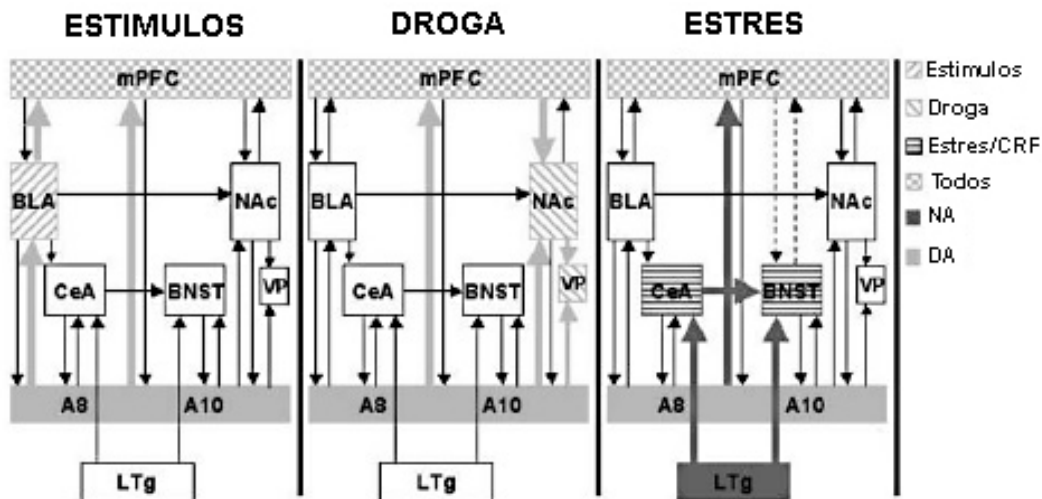 ESTIMULOS
mPFC
BLA
NAc
CeA
BNST
VP
A8
A10
LTg
DROGA
mPFC
BLA
NAc
CeA
BNST
VP
A8
A10
LTg
ESTRES
mPFC
BLA
NAc
CeA
BNST
VP
A8
A10
LTg
Estimulos
Droga
Estres/CRF
Todos
NA
DA